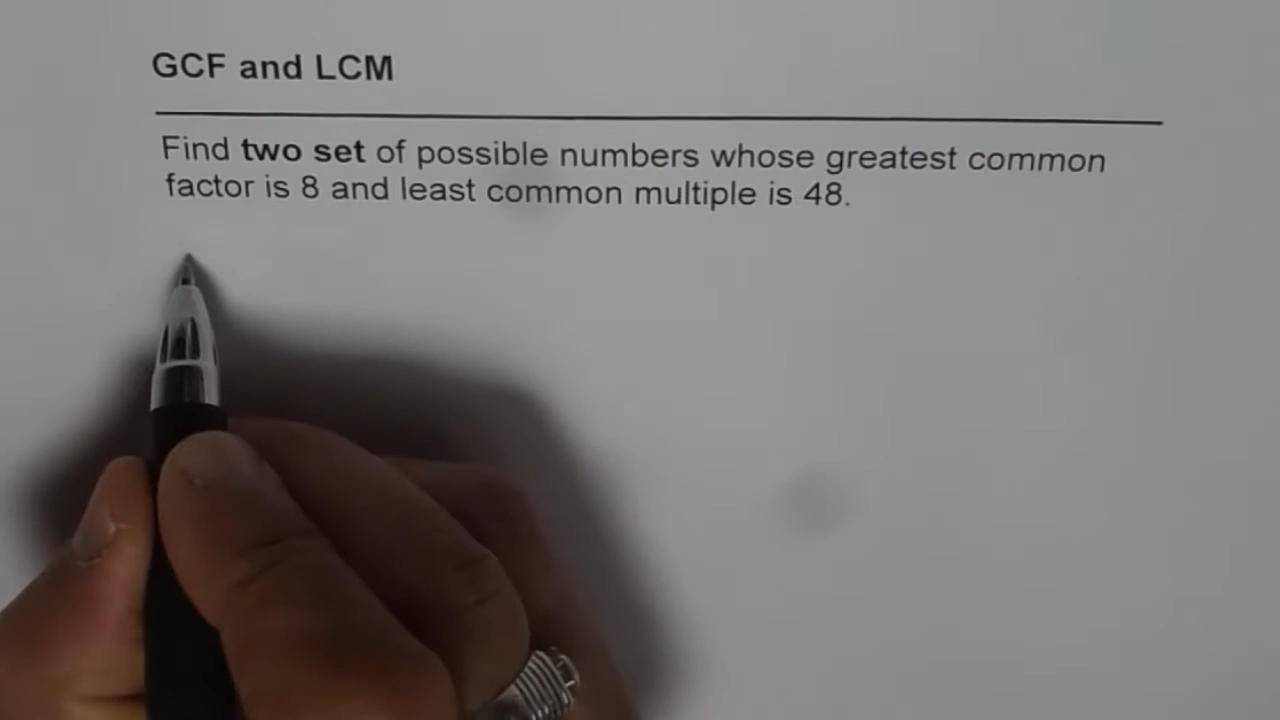 GCF and LCM
Find two set of possible numbers whose greatest common
factor is 8 and least common multiple is 48.